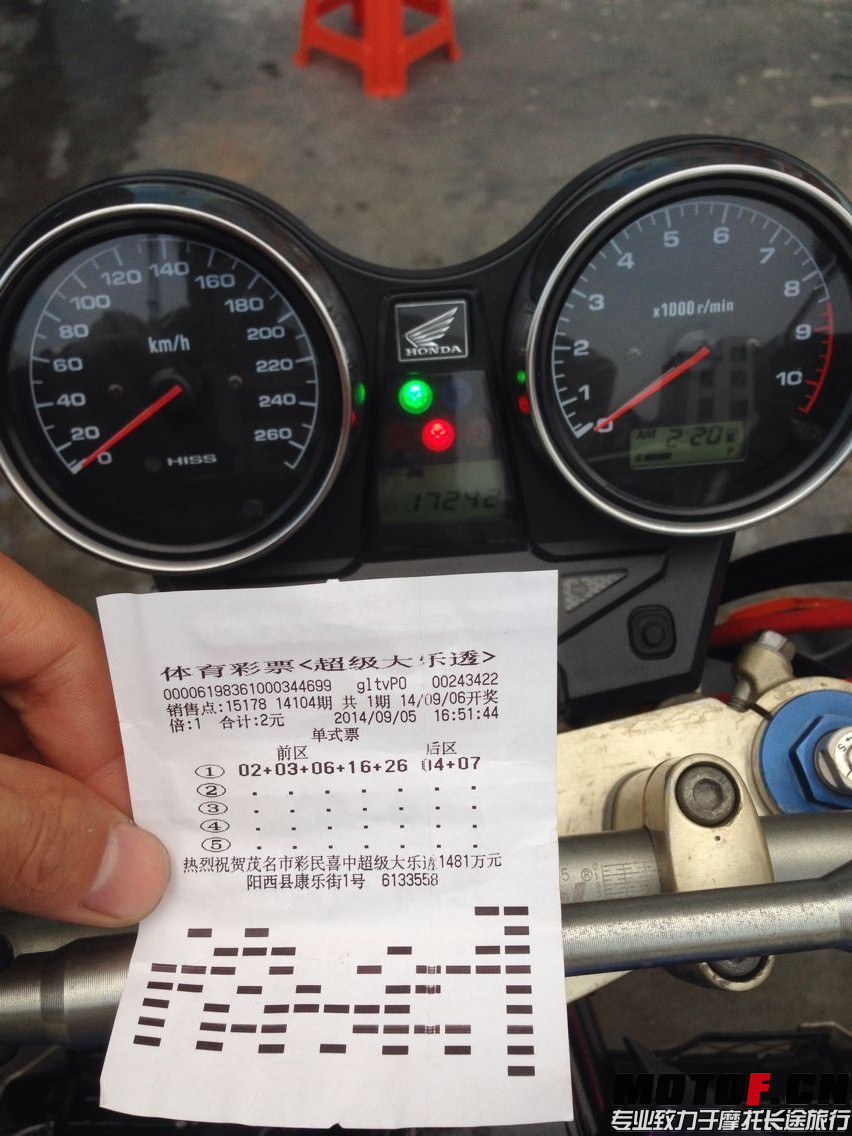 120 140 160
100 180
80 200
km/h
60 220
40 240
20 260
0
HISS
HONDA
17242
5 6
4 7
3 8
x1000 r/min
2 9
1 10
0
AM 2:20
体育彩票<超级大乐透>
00006198361000344699 gltvP0 00243422
销售点:15178 14104期 共 1期 14/09/06开奖
倍:1 合计:2元 2014/09/05 16:51:44
单式票
前区 后区
① 02+03+06+16+26 04+07
②
③
④
⑤
热烈祝贺茂名市彩民喜中超级大乐透1481万元
阳西县康乐街1号 6133558
MOTOF.CN
专业致力于摩托长途旅行